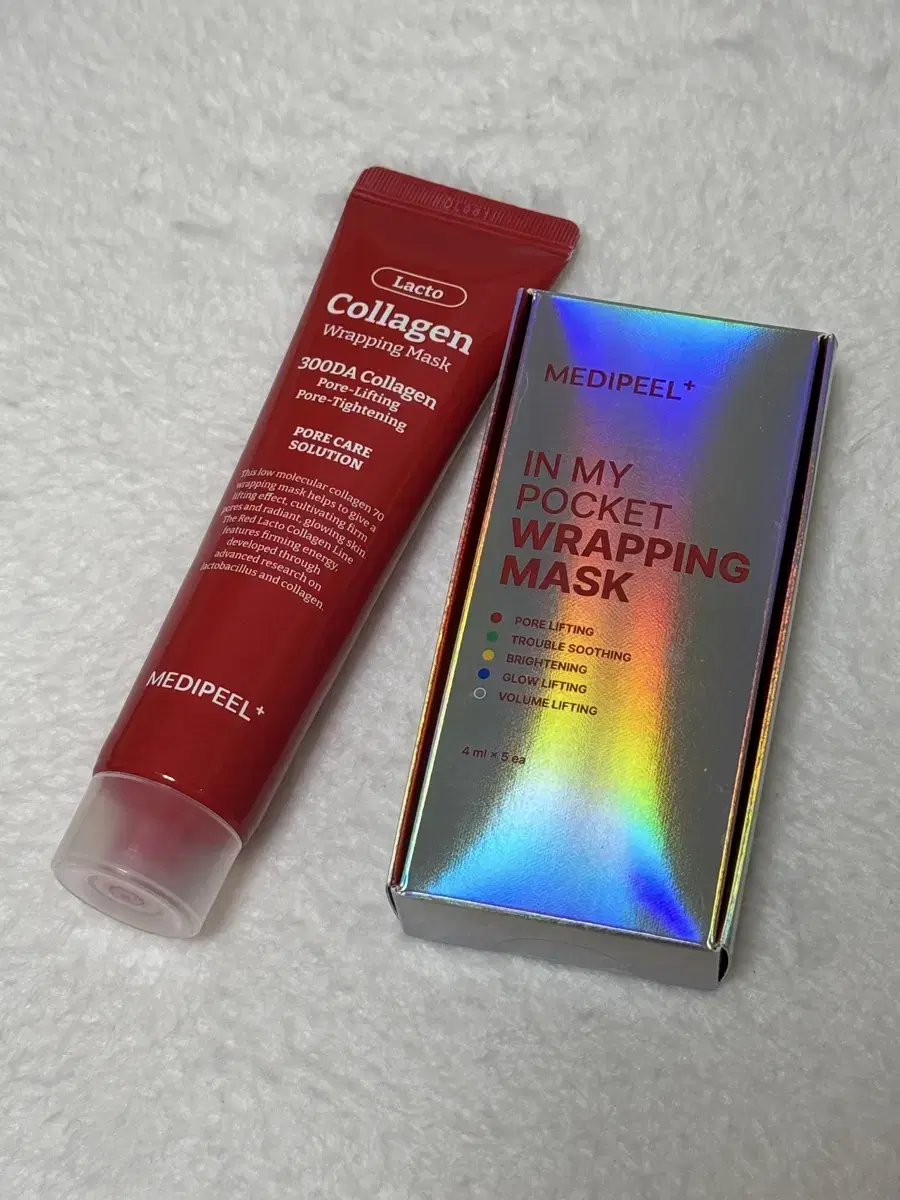 Lacto
Collagen
Wrapping Mask
300DA Collagen
Pore-Lifting
Pore-Tightening
PORE CARE
SOLUTION
This low molecular collagen 70
wrapping mask helps to give a
lifting effect, cultivating firm
pores and radiant, glowing skin.
The Red Lacto Collagen Line
features firming energy,
developed through
advanced research on
lactobacillus and collagen.
MEDIPEEL+
MEDIPEEL+
IN MY
POCKET
WRAPPING
MASK
PORE LIFTING
TROUBLE SOOTHING
BRIGHTENING
GLOW LIFTING
VOLUME LIFTING
4 ml × 5 ea